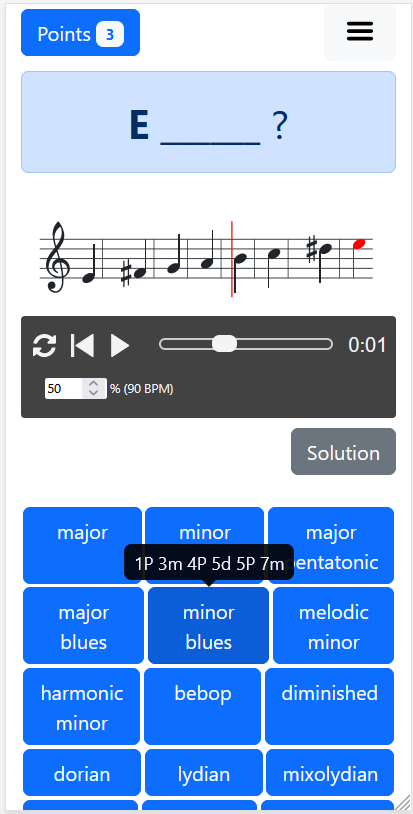 Points 3
E ______ ?
0:01
50 % (90 BPM)
Solution
major
minor
major
pentatonic
1P 3m 4P 5d 5P 7m
major
blues
minor
blues
melodic
minor
harmonic
minor
bebop
diminished
dorian
lydian
mixolydian